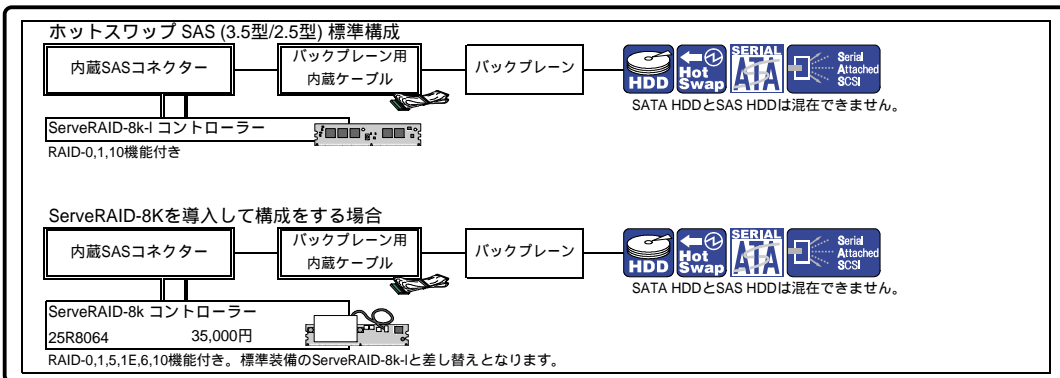 ホットスワップ SAS (3.5型/2.5型) 標準構成
内蔵SASコネクター
バックプレーン用
内蔵ケーブル
バックプレーン
HDD
Hot
Swap
SERIAL
ATA
Serial
Attached
SCSI
SATA HDDとSAS HDDは混在できません。
ServeRAID-8k-l コントローラー
RAID-0,1,10機能付き
ServeRAID-8Kを導入して構成をする場合
内蔵SASコネクター
バックプレーン用
内蔵ケーブル
バックプレーン
HDD
Hot
Swap
SERIAL
ATA
Serial
Attached
SCSI
SATA HDDとSAS HDDは混在できません。
ServeRAID-8k コントローラー
25R8064 35,000円
RAID-0,1,5,1E,6,10機能付き。標準装備のServeRAID-8k-lと差し替えとなります。